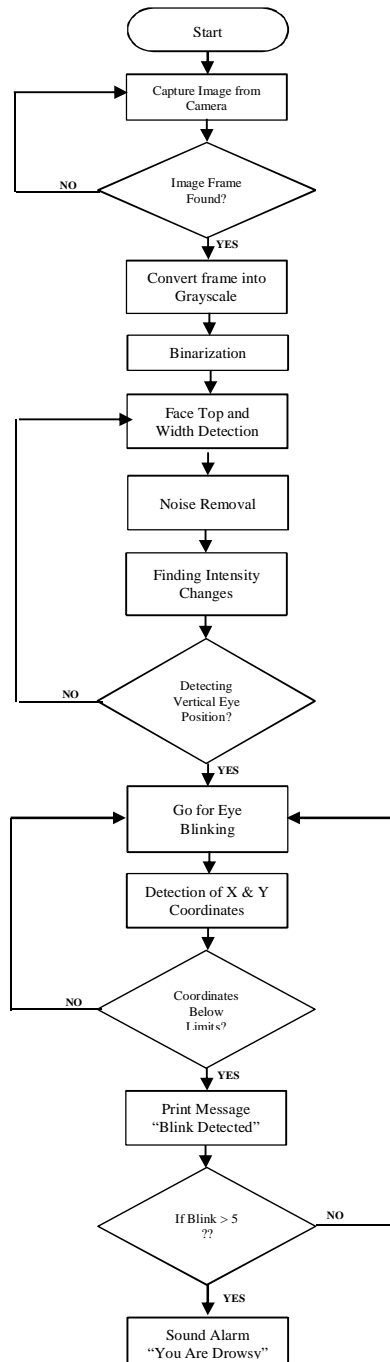 Start
Capture Image from
Camera
Image Frame
Found?
NO
YES
Convert frame into
Grayscale
Binarization
Face Top and
Width Detection
Noise Removal
Finding Intensity
Changes
Detecting
Vertical Eye
Position?
NO
YES
Go for Eye
Blinking
Detection of X & Y
Coordinates
Coordinates
Below
Limits?
NO
YES
Print Message
“Blink Detected”
If Blink > 5
??
NO
YES
Sound Alarm
“You Are Drowsy”